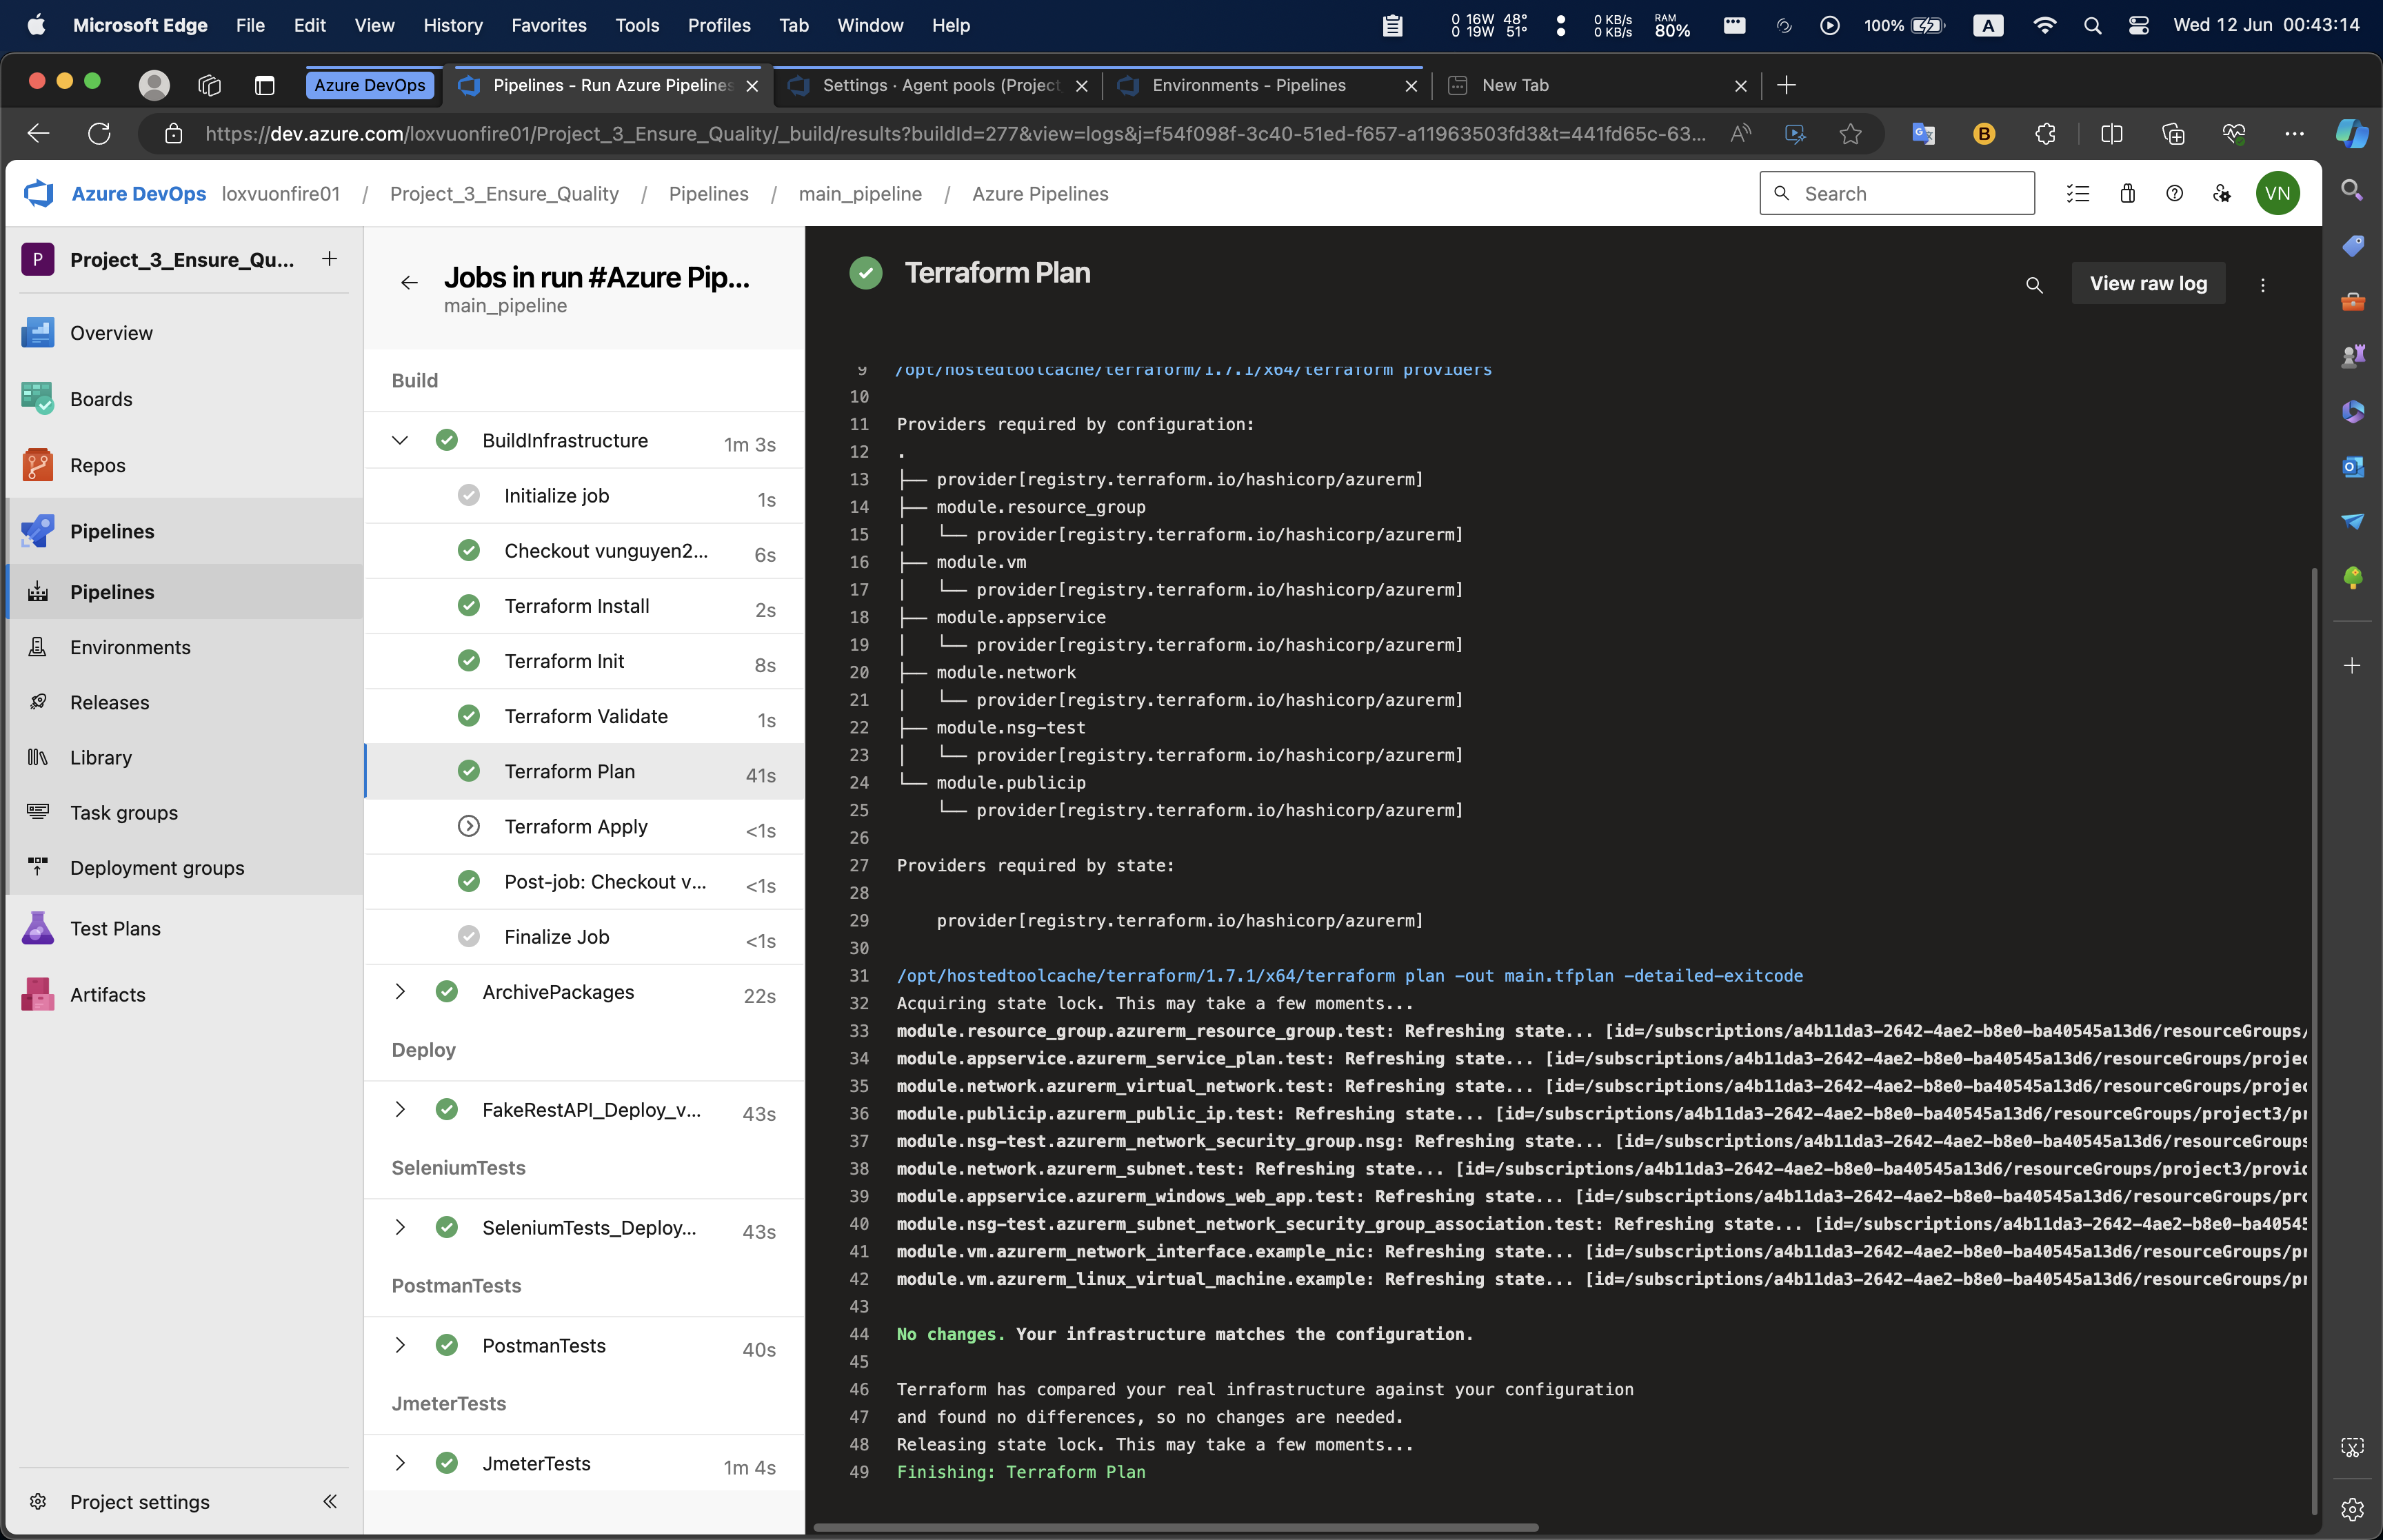 Microsoft Edge File Edit View History Favorites Tools Profiles Tab Window Help
0 16W 48° 0 KB/s RAM 100% A Wed 12 Jun 00:43:14
0 19W 51° 0 KB/s 80%
Azure DevOps Pipelines - Run Azure Pipelines Settings · Agent pools (Project Environments - Pipelines New Tab
https://dev.azure.com/loxvuonfire01/Project_3_Ensure_Quality/_build/results?buildId=277&view=logs&j=f54f098f-3c40-51ed-f657-a11963503fd3&t=441fd65c-63...
Azure DevOps loxvuonfire01 / Project_3_Ensure_Quality / Pipelines / main_pipeline / Azure Pipelines
Search
VN
P Project_3_Ensure_Qu...
Overview
Boards
Repos
Pipelines
Pipelines
Environments
Releases
Library
Task groups
Deployment groups
Test Plans
Artifacts
Project settings
Jobs in run #Azure Pip...
main_pipeline
Build
BuildInfrastructure 1m 3s
Initialize job 1s
Checkout vunguyen2... 6s
Terraform Install 2s
Terraform Init 8s
Terraform Validate 1s
Terraform Plan 41s
Terraform Apply <1s
Post-job: Checkout v... <1s
Finalize Job <1s
ArchivePackages 22s
Deploy
FakeRestAPI_Deploy_v... 43s
SeleniumTests
SeleniumTests_Deploy... 43s
PostmanTests
PostmanTests 40s
JmeterTests
JmeterTests 1m 4s
Terraform Plan
View raw log
9 /opt/hostedtoolcache/terraform/1.7.1/x64/terraform providers
10
11 Providers required by configuration:
12 .
13 ├── provider[registry.terraform.io/hashicorp/azurerm]
14 ├── module.resource_group
15 │   └── provider[registry.terraform.io/hashicorp/azurerm]
16 ├── module.vm
17 │   └── provider[registry.terraform.io/hashicorp/azurerm]
18 ├── module.appservice
19 │   └── provider[registry.terraform.io/hashicorp/azurerm]
20 ├── module.network
21 │   └── provider[registry.terraform.io/hashicorp/azurerm]
22 ├── module.nsg-test
23 │   └── provider[registry.terraform.io/hashicorp/azurerm]
24 └── module.publicip
25     └── provider[registry.terraform.io/hashicorp/azurerm]
26
27 Providers required by state:
28
29     provider[registry.terraform.io/hashicorp/azurerm]
30
31 /opt/hostedtoolcache/terraform/1.7.1/x64/terraform plan -out main.tfplan -detailed-exitcode
32 Acquiring state lock. This may take a few moments...
33 module.resource_group.azurerm_resource_group.test: Refreshing state... [id=/subscriptions/a4b11da3-2642-4ae2-b8e0-ba40545a13d6/resourceGroups/
34 module.appservice.azurerm_service_plan.test: Refreshing state... [id=/subscriptions/a4b11da3-2642-4ae2-b8e0-ba40545a13d6/resourceGroups/projec
35 module.network.azurerm_virtual_network.test: Refreshing state... [id=/subscriptions/a4b11da3-2642-4ae2-b8e0-ba40545a13d6/resourceGroups/projec
36 module.publicip.azurerm_public_ip.test: Refreshing state... [id=/subscriptions/a4b11da3-2642-4ae2-b8e0-ba40545a13d6/resourceGroups/project3/pr
37 module.nsg-test.azurerm_network_security_group.nsg: Refreshing state... [id=/subscriptions/a4b11da3-2642-4ae2-b8e0-ba40545a13d6/resourceGroups
38 module.network.azurerm_subnet.test: Refreshing state... [id=/subscriptions/a4b11da3-2642-4ae2-b8e0-ba40545a13d6/resourceGroups/project3/provid
39 module.appservice.azurerm_windows_web_app.test: Refreshing state... [id=/subscriptions/a4b11da3-2642-4ae2-b8e0-ba40545a13d6/resourceGroups/pro
40 module.nsg-test.azurerm_subnet_network_security_group_association.test: Refreshing state... [id=/subscriptions/a4b11da3-2642-4ae2-b8e0-ba40545
41 module.vm.azurerm_network_interface.example_nic: Refreshing state... [id=/subscriptions/a4b11da3-2642-4ae2-b8e0-ba40545a13d6/resourceGroups/pr
42 module.vm.azurerm_linux_virtual_machine.example: Refreshing state... [id=/subscriptions/a4b11da3-2642-4ae2-b8e0-ba40545a13d6/resourceGroups/pr
43
44 No changes. Your infrastructure matches the configuration.
45
46 Terraform has compared your real infrastructure against your configuration
47 and found no differences, so no changes are needed.
48 Releasing state lock. This may take a few moments...
49 Finishing: Terraform Plan